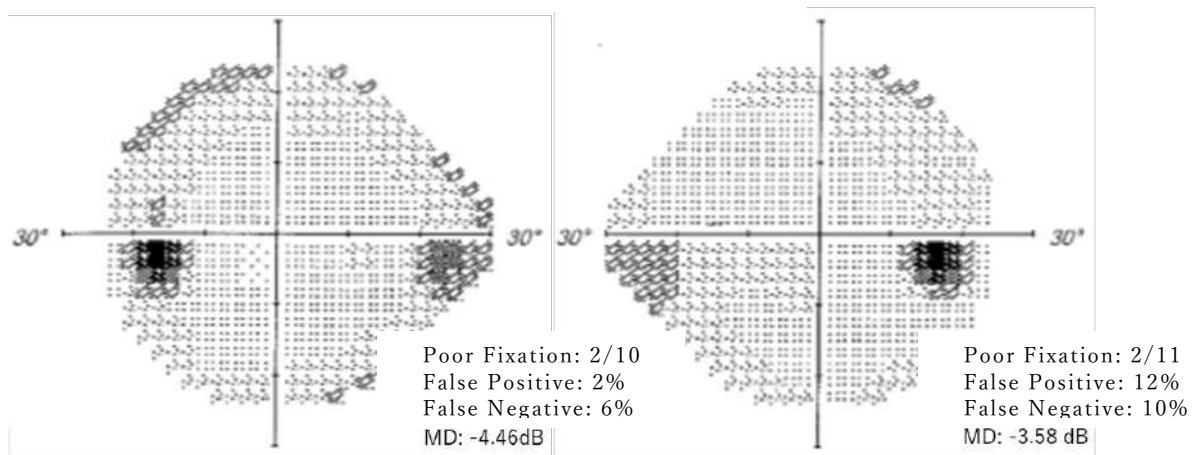 30° 30° 30° 30°
Poor Fixation: 2/10
False Positive: 2%
False Negative: 6%
MD: -4.46dB
Poor Fixation: 2/11
False Positive: 12%
False Negative: 10%
MD: -3.58 dB